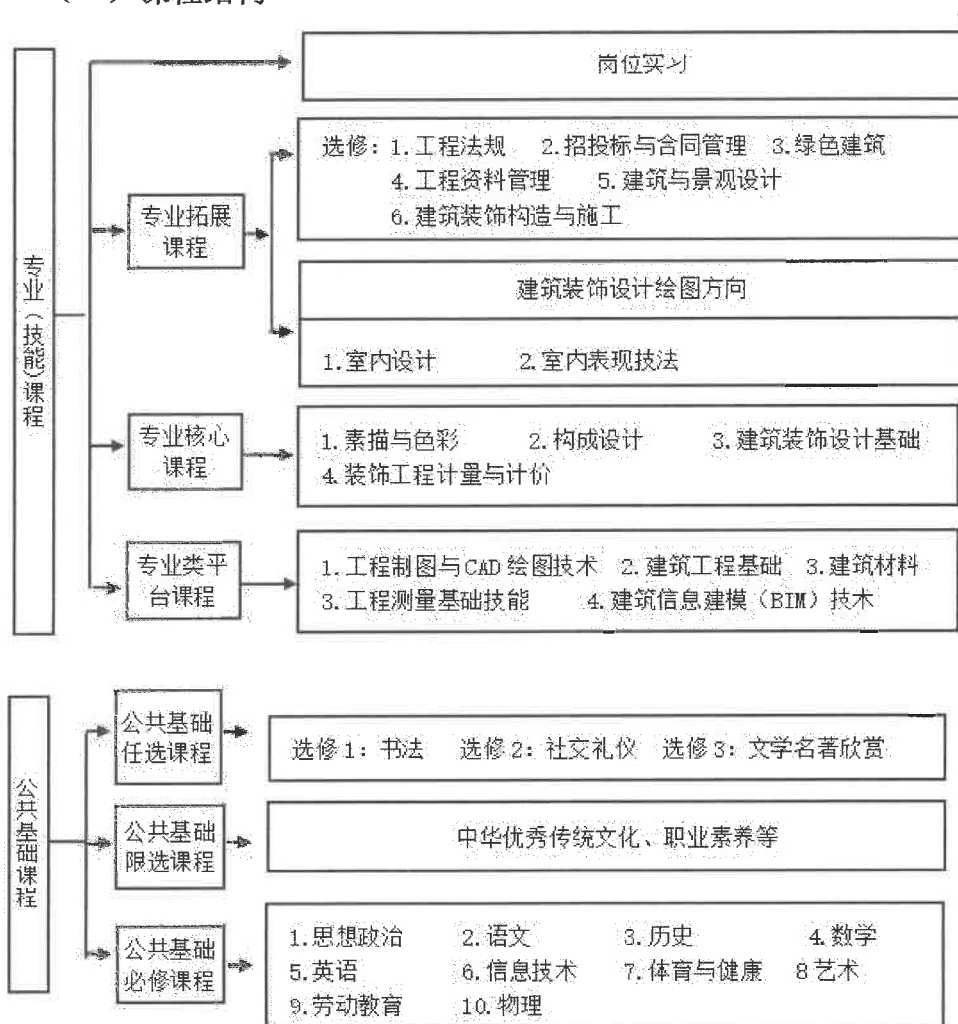 岗位实习
选修：1.工程法规 2.招投标与合同管理 3.绿色建筑
4.工程资料管理 5.建筑与景观设计
6.建筑装饰构造与施工
专业拓展
课程
建筑装饰设计绘图方向
1.室内设计 2.室内表现技法
专业（技能）课程
专业核心
课程
1.素描与色彩 2.构成设计 3.建筑装饰设计基础
4.装饰工程计量与计价
专业类平
台课程
1.工程制图与CAD绘图技术 2.建筑工程基础 3.建筑材料
3.工程测量基础技能 4.建筑信息建模（BIM）技术
公共基础
任选课程
选修1：书法 选修2：社交礼仪 选修3：文学名著欣赏
公共基础课程
公共基础
限选课程
中华优秀传统文化、职业素养等
公共基础
必修课程
1.思想政治 2.语文 3.历史 4.数学
5.英语 6.信息技术 7.体育与健康 8艺术
9.劳动教育 10.物理